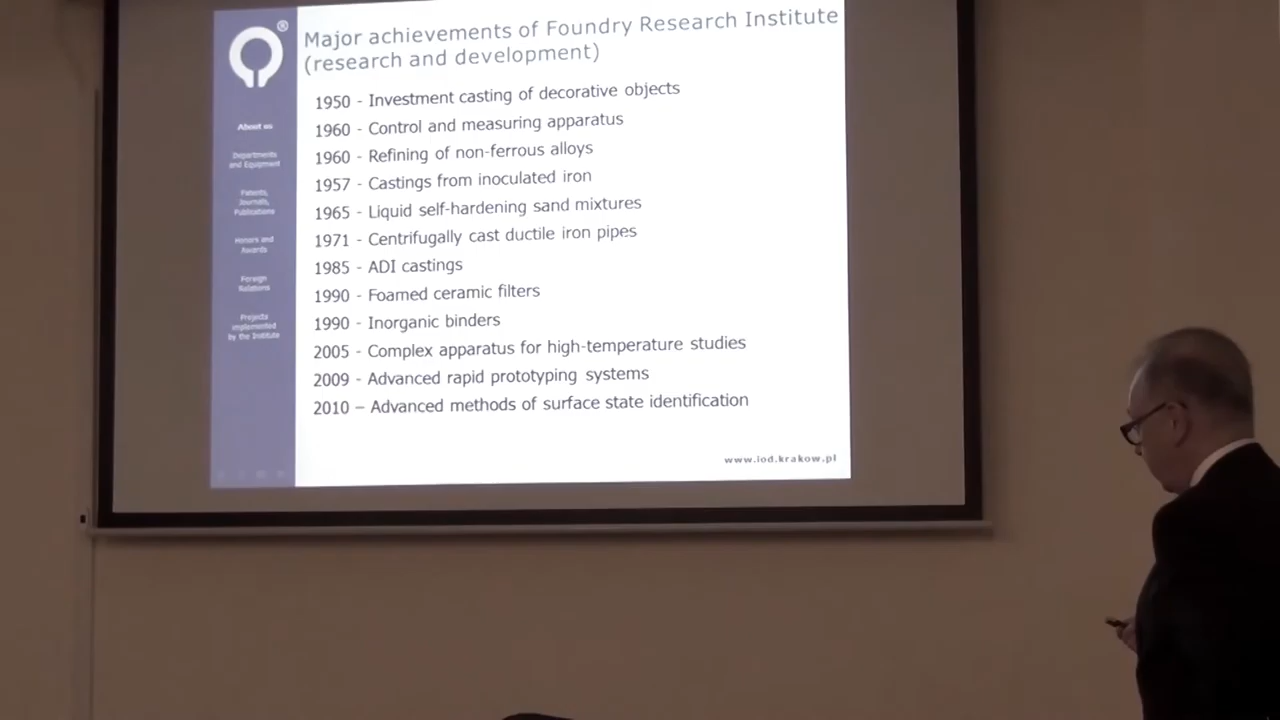 ®
Major achievements of Foundry Research Institute
(research and development)
About us
Departments
and Equipment
Patents,
Journals,
Publications
Honors and
Awards
Foreign
Relations
Projects
implemented
by the Institute
1950 - Investment casting of decorative objects
1960 - Control and measuring apparatus
1960 - Refining of non-ferrous alloys
1957 - Castings from inoculated iron
1965 - Liquid self-hardening sand mixtures
1971 - Centrifugally cast ductile iron pipes
1985 - ADI castings
1990 - Foamed ceramic filters
1990 - Inorganic binders
2005 - Complex apparatus for high-temperature studies
2009 - Advanced rapid prototyping systems
2010 – Advanced methods of surface state identification
www.iod.krakow.pl